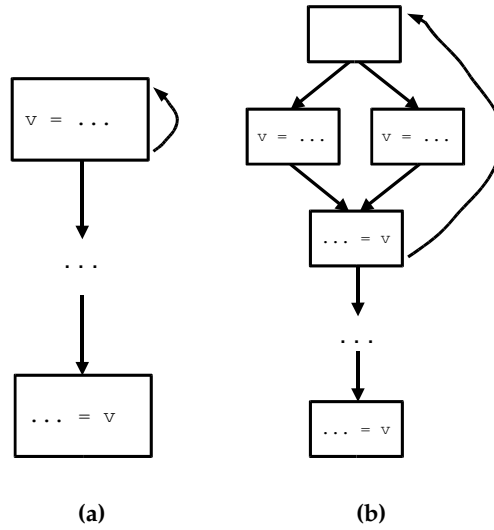 v = ...
...
... = v
(a)
v = ...
v = ...
... = v
...
... = v
(b)